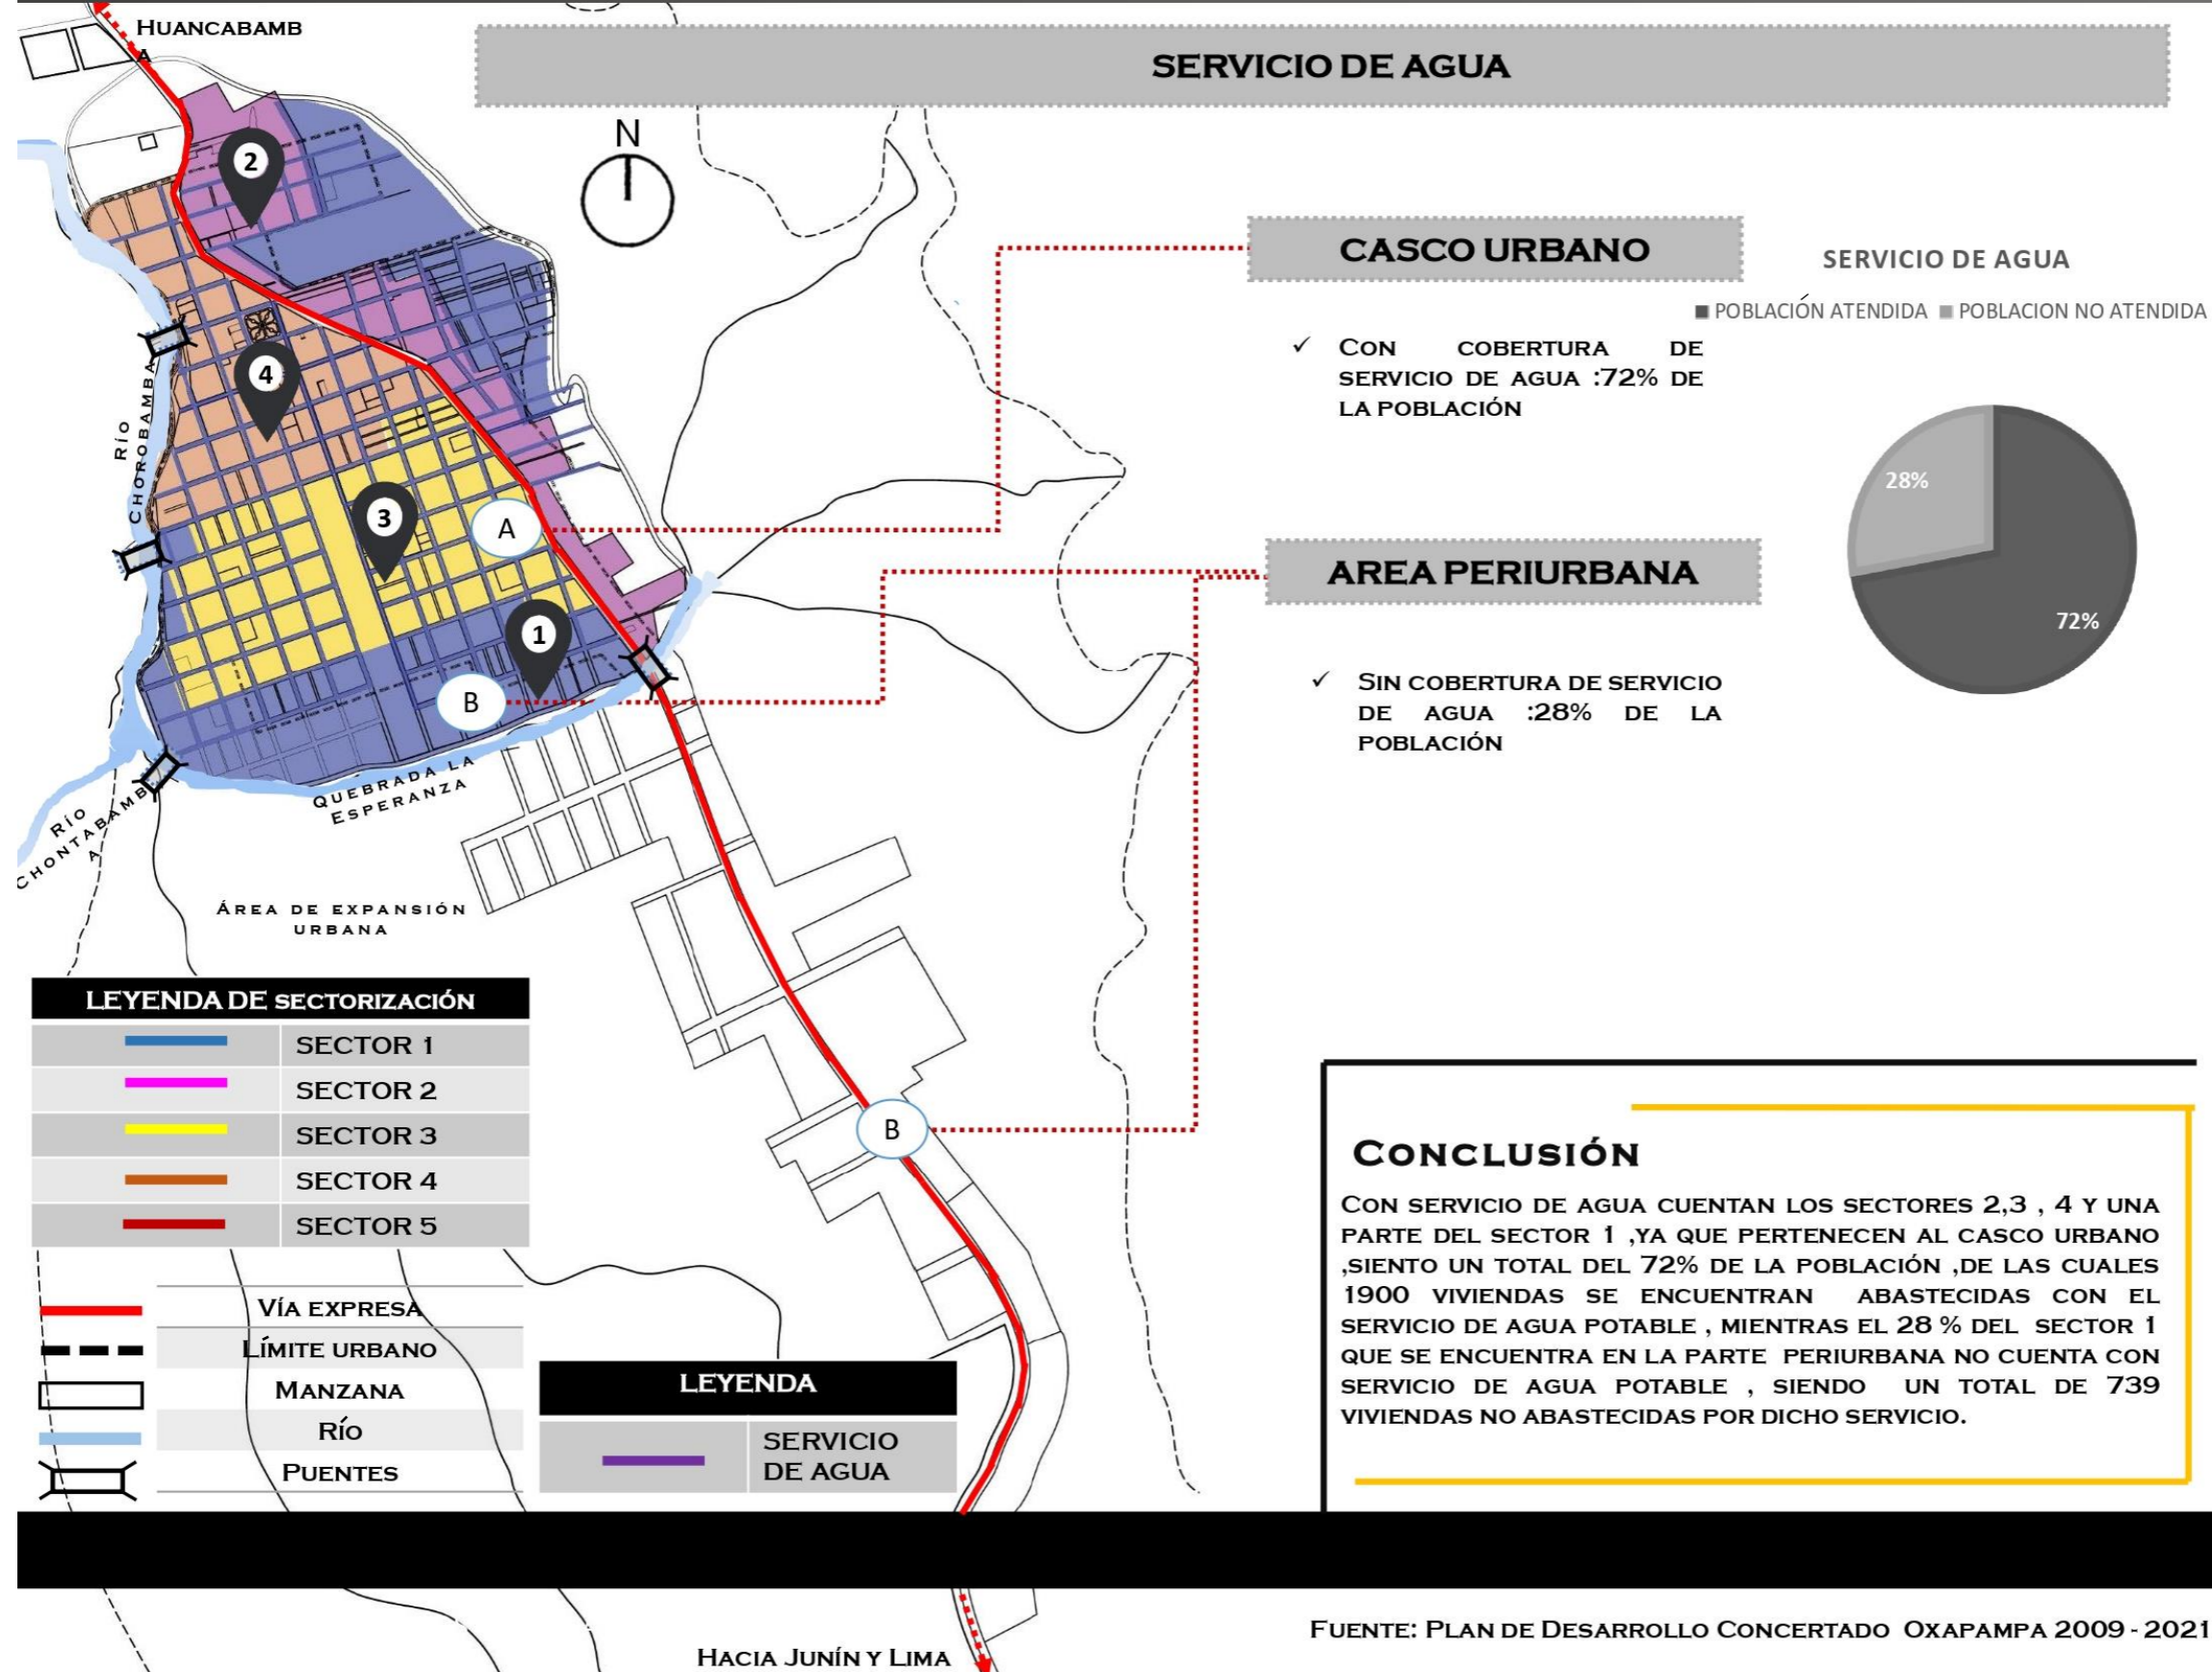 HUANCABAMB
A
SERVICIO DE AGUA
N
2
4
3
1
A
B
B
RÍO
CHOROBAMBA
RÍO
CHONTABAMB
A
QUEBRADA LA
ESPERANZA
ÁREA DE EXPANSIÓN
URBANA
CASCO URBANO
✓ CON COBERTURA DE
SERVICIO DE AGUA :72% DE
LA POBLACIÓN
AREA PERIURBANA
✓ SIN COBERTURA DE SERVICIO
DE AGUA :28% DE LA
POBLACIÓN
SERVICIO DE AGUA
POBLACIÓN ATENDIDA POBLACION NO ATENDIDA
28%
72%
LEYENDA DE SECTORIZACIÓN
SECTOR 1
SECTOR 2
SECTOR 3
SECTOR 4
SECTOR 5
VÍA EXPRESA
LÍMITE URBANO
MANZANA
RÍO
PUENTES
LEYENDA
SERVICIO
DE AGUA
CONCLUSIÓN
CON SERVICIO DE AGUA CUENTAN LOS SECTORES 2,3 , 4 Y UNA
PARTE DEL SECTOR 1 ,YA QUE PERTENECEN AL CASCO URBANO
,SIENTO UN TOTAL DEL 72% DE LA POBLACIÓN ,DE LAS CUALES
1900 VIVIENDAS SE ENCUENTRAN ABASTECIDAS CON EL
SERVICIO DE AGUA POTABLE , MIENTRAS EL 28 % DEL SECTOR 1
QUE SE ENCUENTRA EN LA PARTE PERIURBANA NO CUENTA CON
SERVICIO DE AGUA POTABLE , SIENDO UN TOTAL DE 739
VIVIENDAS NO ABASTECIDAS POR DICHO SERVICIO.
HACIA JUNÍN Y LIMA
FUENTE: PLAN DE DESARROLLO CONCERTADO OXAPAMPA 2009 - 2021